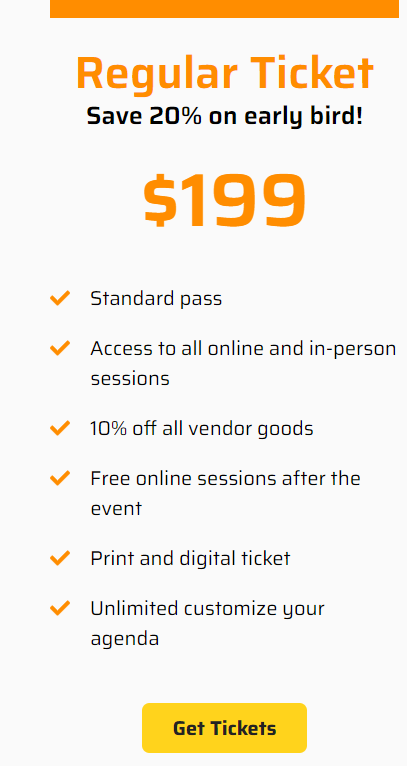 Regular Ticket
Save 20% on early bird!
$199
Standard pass
Access to all online and in-person
sessions
10% off all vendor goods
Free online sessions after the
event
Print and digital ticket
Unlimited customize your
agenda
Get Tickets